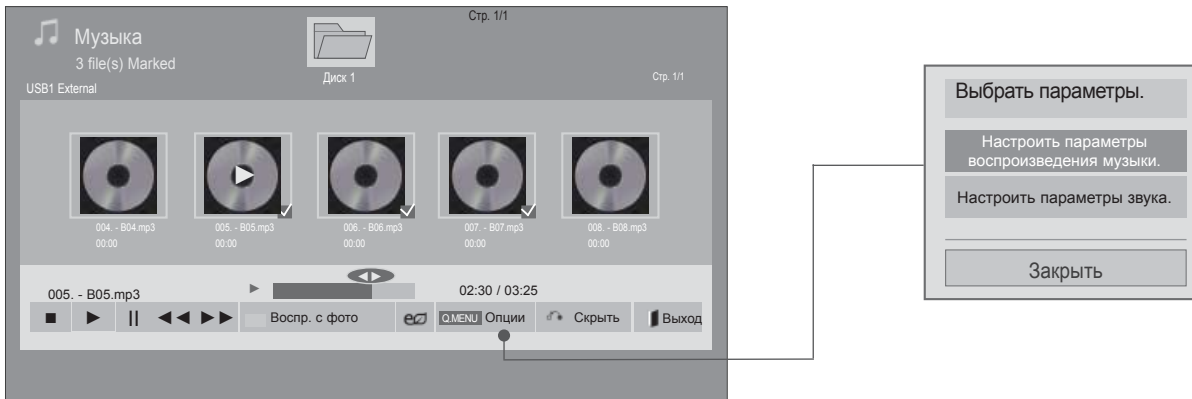 Стр. 1/1
Музыка
3 file(s) Marked
Диск 1
Стр. 1/1
USB1 External
004. - B04.mp3
005. - B05.mp3
006. - B06.mp3
007. - B07.mp3
008. - B08.mp3
00:00
00:00
00:00
00:00
00:00
005. - B05.mp3
02:30 / 03:25
Воспр. с фото
Q.MENU Опции
Скрыть
Выход
Выбрать параметры.
Настроить параметры
воспроизведения музыки.
Настроить параметры звука.
Закрыть